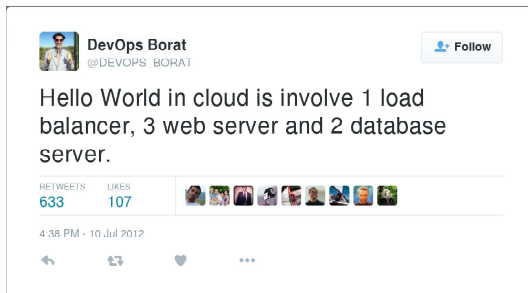 DevOps Borat
@DEVOPS_BORAT
Follow
Hello World in cloud is involve 1 load
balancer, 3 web server and 2 database
server.
RETWEETS LIKES
633 107
4:38 PM - 10 Jul 2012